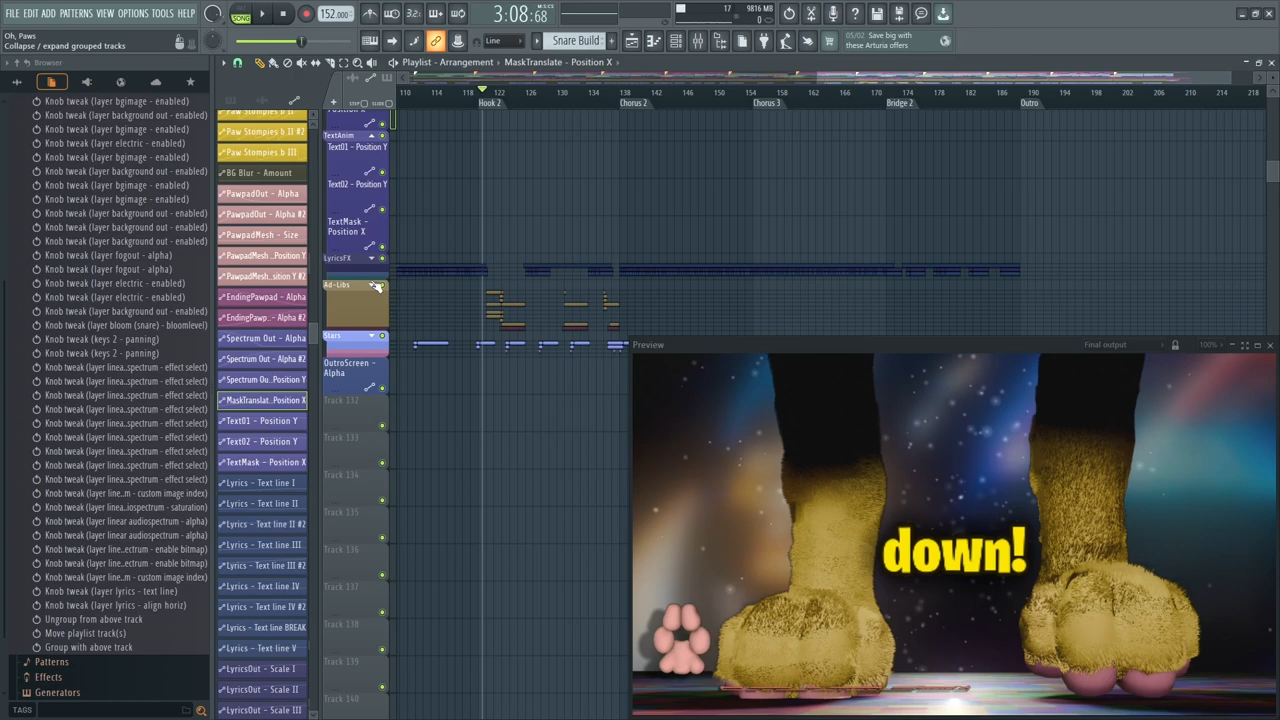 FILE EDIT ADD PATTERNS VIEW OPTIONS TOOLS HELP
SONG
152.000
3:08:68
17
9816 MB
0
Oh, Paws
Collapse / expand grouped tracks
Line
Snare Build
05/02 Save big with
these Arturia offers
Browser
Playlist - Arrangement › MaskTranslate - Position X ›
Knob tweak (layer bgimage - enabled)
Knob tweak (layer background out - enabled)
Knob tweak (layer bgimage - enabled)
Knob tweak (layer electric - enabled)
Knob tweak (layer bgimage - enabled)
Knob tweak (layer background out - enabled)
Knob tweak (layer bgimage - enabled)
Knob tweak (layer bgimage - enabled)
Knob tweak (layer background out - enabled)
Knob tweak (layer background out - enabled)
Knob tweak (layer background out - enabled)
Knob tweak (layer fogout - alpha)
Knob tweak (layer fogout - alpha)
Knob tweak (layer electric - enabled)
Knob tweak (layer electric - enabled)
Knob tweak (layer background out - enabled)
Knob tweak (layer bloom (snare) - bloomlevel)
Knob tweak (keys 2 - panning)
Knob tweak (keys 2 - panning)
Knob tweak (layer linea..spectrum - effect select)
Knob tweak (layer linea..spectrum - effect select)
Knob tweak (layer linea..spectrum - effect select)
Knob tweak (layer linea..spectrum - effect select)
Knob tweak (layer linea..spectrum - effect select)
Knob tweak (layer linea..spectrum - effect select)
Knob tweak (layer linea..spectrum - effect select)
Knob tweak (layer linea..spectrum - effect select)
Knob tweak (layer line..m - custom image index)
Knob tweak (layer linea..iospectrum - saturation)
Knob tweak (layer linear audiospectrum - alpha)
Knob tweak (layer linear audiospectrum - alpha)
Knob tweak (layer line..ectrum - enable bitmap)
Knob tweak (layer line..ectrum - enable bitmap)
Knob tweak (layer line..m - custom image index)
Knob tweak (layer lyrics - text line)
Knob tweak (layer lyrics - align horiz)
Ungroup from above track
Move playlist track(s)
Group with above track
Patterns
Effects
Generators
TAGS
Paw Stompies b II
Paw Stompies b II #2
Paw Stompies b III
BG Blur - Amount
PawpadOut - Alpha
PawpadOut - Alpha #2
PawpadMesh - Size
PawpadMesh.. Position Y
PawpadMesh..sition Y #2
EndingPawpad - Alpha
EndingPawp.. - Alpha #2
Spectrum Out - Alpha
Spectrum Out - Alpha #2
Spectrum Ou..Position Y
MaskTranslat..Position X
Text01 - Position Y
Text02 - Position Y
TextMask - Position X
Lyrics - Text line I
Lyrics - Text line II
Lyrics - Text line II #2
Lyrics - Text line III
Lyrics - Text line III #2
Lyrics - Text line IV
Lyrics - Text line IV #2
Lyrics - Text line BREAK
Lyrics - Text line V
LyricsOut - Scale I
LyricsOut - Scale II
LyricsOut - Scale III
STEP SLIDE
110 113 116 118 122 125 128 131 134 137 140 143 146 150 153 156 159 162 165 168 170 174 178 182 186 190 194 198 202 206 210 214 218
Hook 2
Chorus 2
Chorus 3
Bridge 2
Outro
Position X
TextAnim
Text01 - Position Y
Text02 - Position Y
TextMask -
Position X
LyricsFX
Ad-Libs
Stars
OutroScreen -
Alpha
Track 132
Track 133
Track 134
Track 135
Track 136
Track 137
Track 138
Track 139
Track 140
Preview
Final output
100%
down!